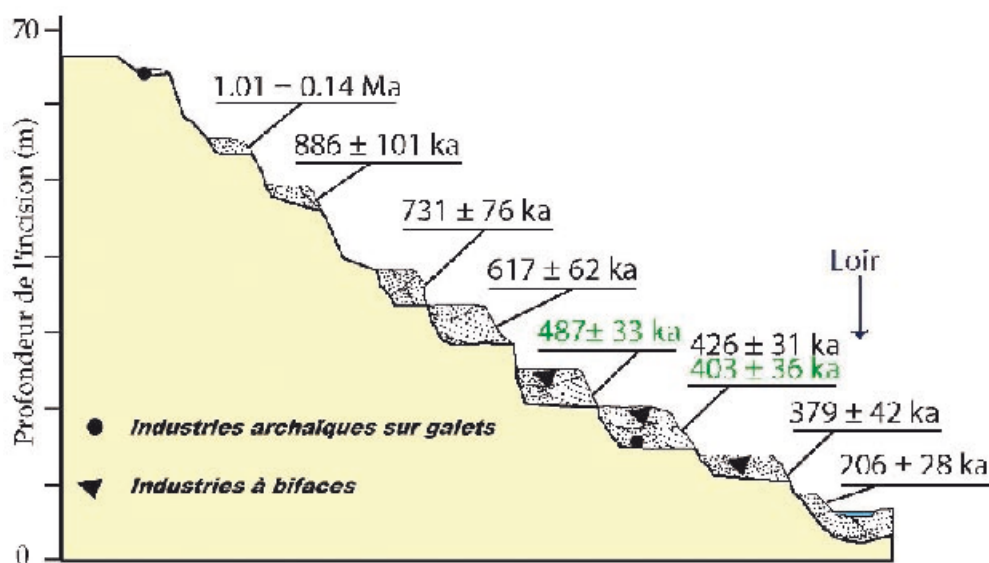 70
1.01 – 0.14 Ma
886 ± 101 ka
731 ± 76 ka
617 ± 62 ka
Loir
487± 33 ka
426 ± 31 ka
403 ± 36 ka
379 ± 42 ka
206 + 28 ka
Profondeur de l'incision (m)
Industries archaïques sur galets
Industries à bifaces
0